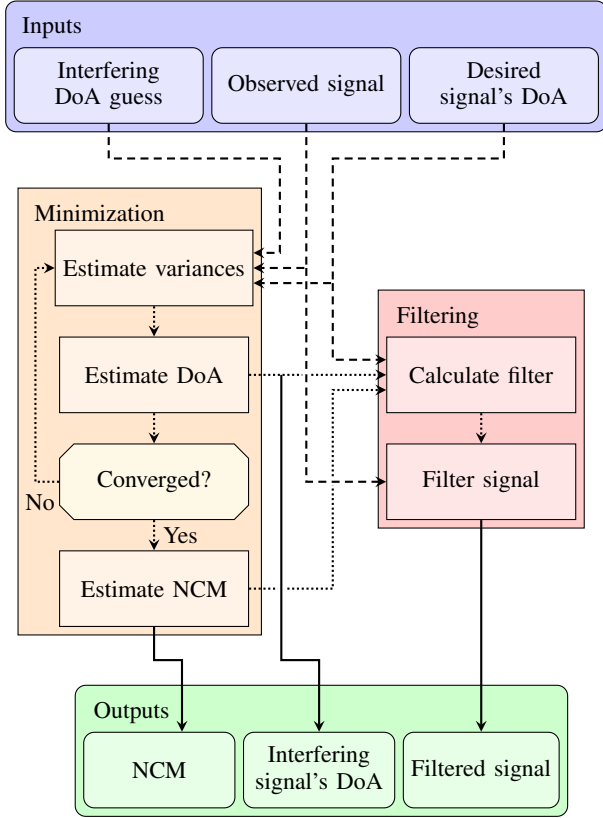 Inputs
Interfering
DoA guess
Observed signal
Desired
signal's DoA
Minimization
Estimate variances
Estimate DoA
Converged?
No
Yes
Estimate NCM
Filtering
Calculate filter
Filter signal
Outputs
NCM
Interfering
signal's DoA
Filtered signal